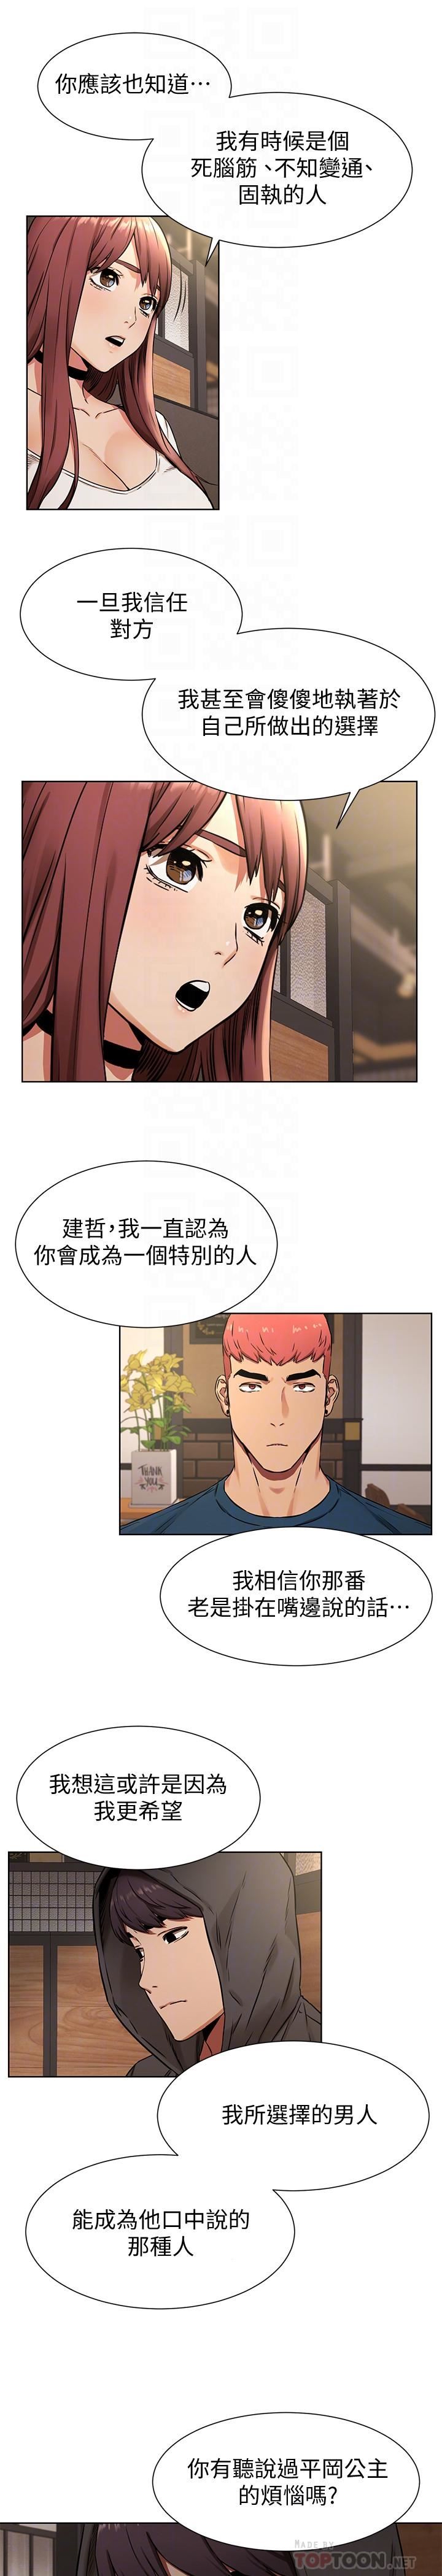 你應該也知道…
我有時候是個
死腦筋、不知變通、
固執的人
一旦我信任
對方
我甚至會傻傻地執著於
自己所做出的選擇
建哲，我一直認為
你會成為一個特別的人
THANK
YOU
我相信你那番
老是掛在嘴邊說的話…
我想這或許是因為
我更希望
我所選擇的男人
能成為他口中說的
那種人
你有聽說過平岡公主
的煩惱嗎?
MADE BY
TOPTOON.NET